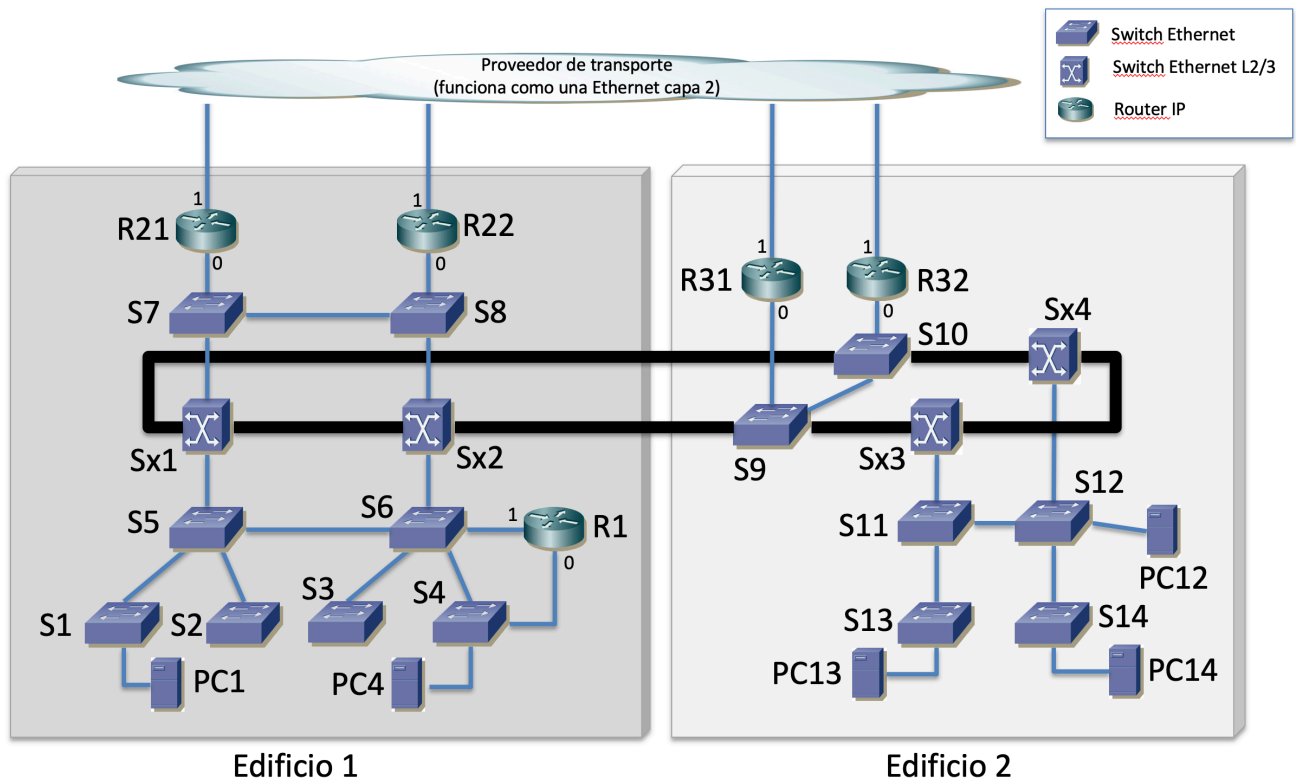 Switch Ethernet
Switch Ethernet L2/3
Router IP
Proveedor de transporte
(funciona como una Ethernet capa 2)
1
R21
0
1
R22
0
1
R31
0
1
R32
0
Sx4
S7
S8
S10
Sx1
Sx2
S9
Sx3
S5
S6
1
R1
0
S11
S12
PC12
S1
S2
S3
S4
S13
S14
PC1
PC4
PC13
PC14
Edificio 1
Edificio 2